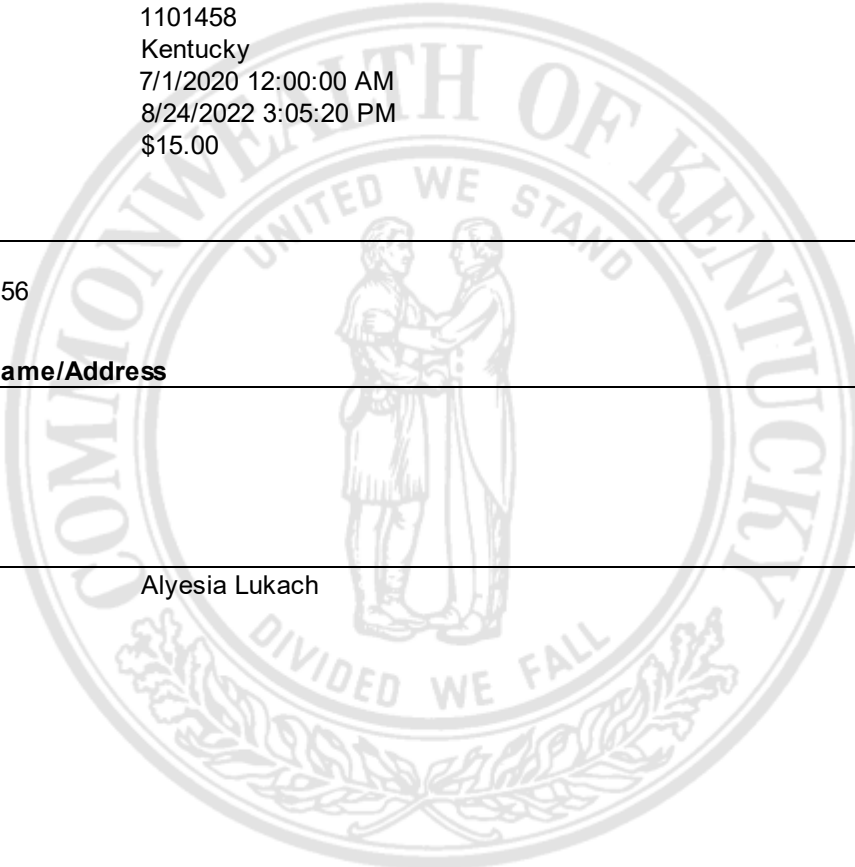 1101458
Kentucky
7/1/2020 12:00:00 AM
8/24/2022 3:05:20 PM
$15.00
COMMONWEALTH OF KENTUCKY
UNITED WE STAND
56
ame/Address
Alyesia Lukach
DIVIDED WE FALL